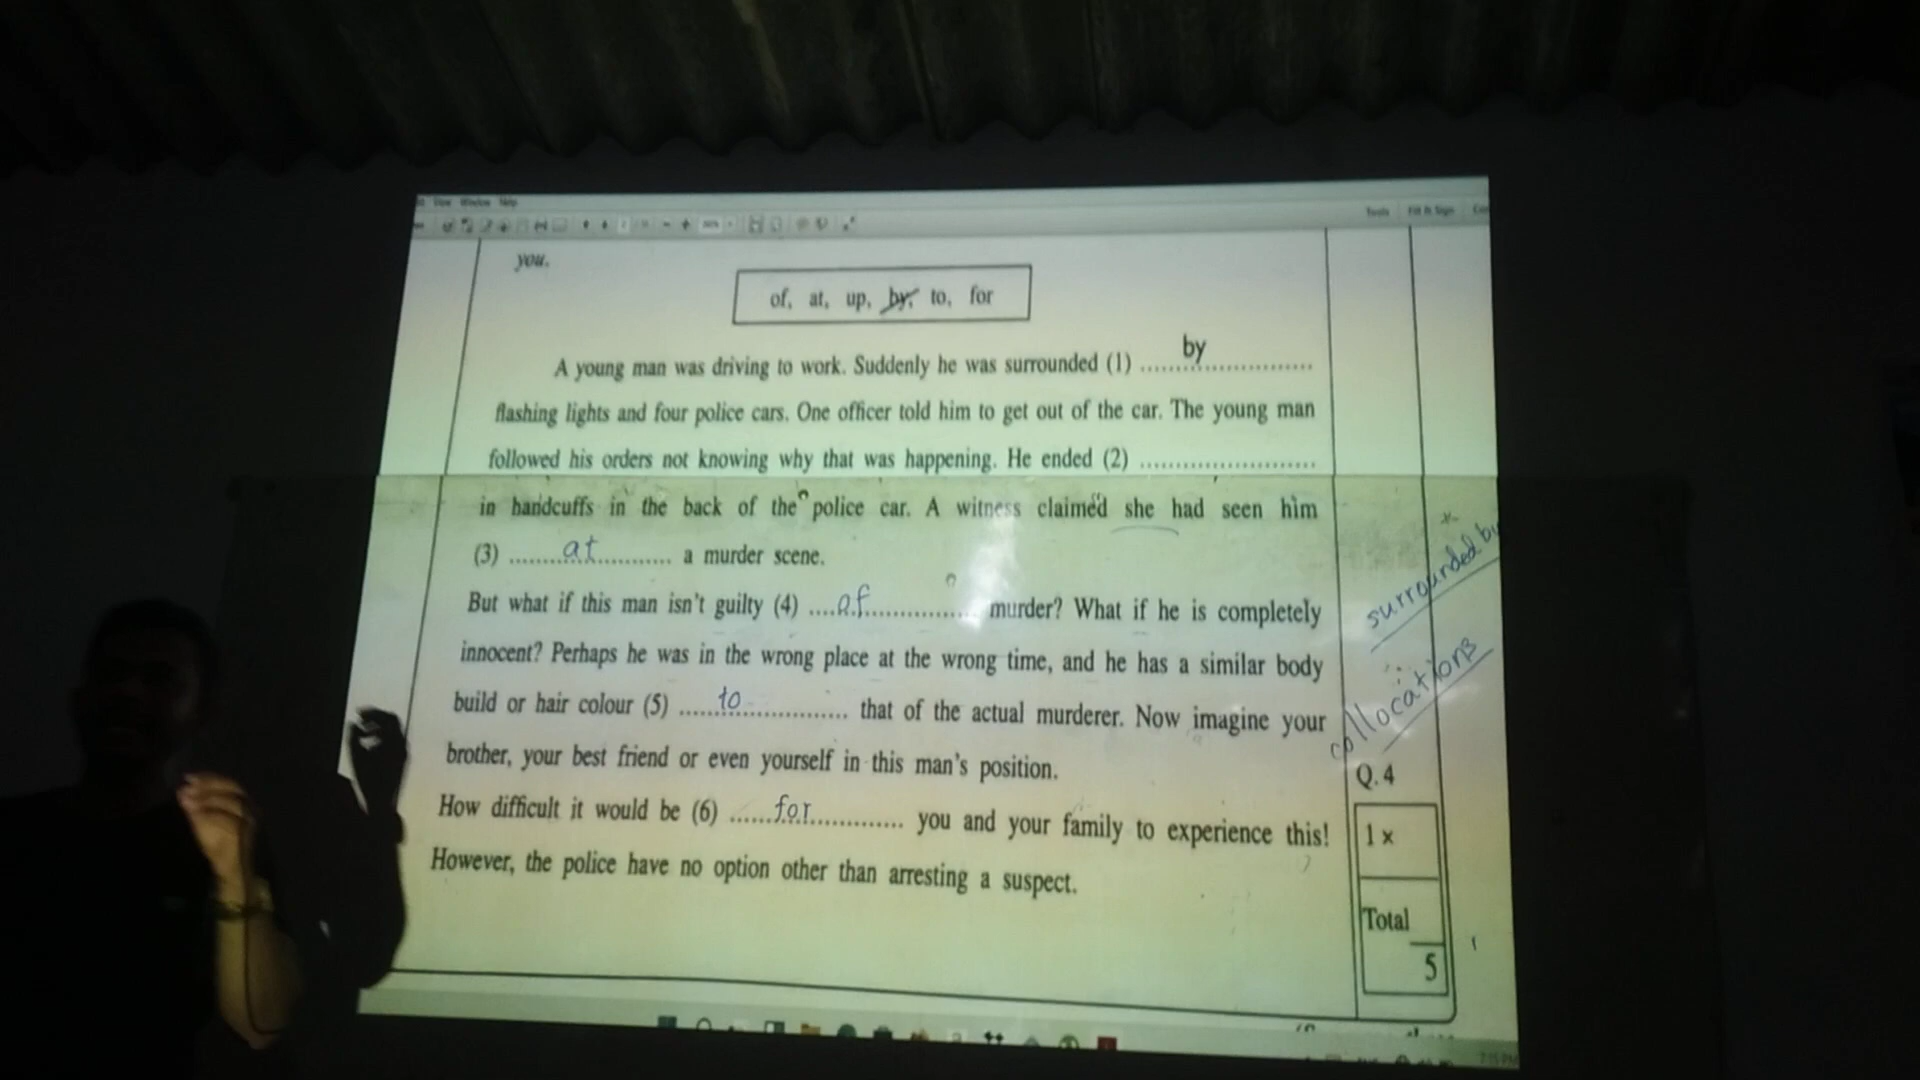 View Window Help
Tools Fill & Sign
you.
of, at, up, by, to, for
A young man was driving to work. Suddenly he was surrounded (1) ........by................
flashing lights and four police cars. One officer told him to get out of the car. The young man
followed his orders not knowing why that was happening. He ended (2) ........................
in handcuffs in the back of the police car. A witness claimed she had seen him
(3) ........at............ a murder scene.
But what if this man isn't guilty (4) ....of................ murder? What if he is completely
innocent? Perhaps he was in the wrong place at the wrong time, and he has a similar body
build or hair colour (5) .......to.............. that of the actual murderer. Now imagine your
brother, your best friend or even yourself in this man's position.
How difficult it would be (6) .......for.............. you and your family to experience this!
However, the police have no option other than arresting a suspect.
surrounded by
collocations
Q. 4
1 ×
Total
5